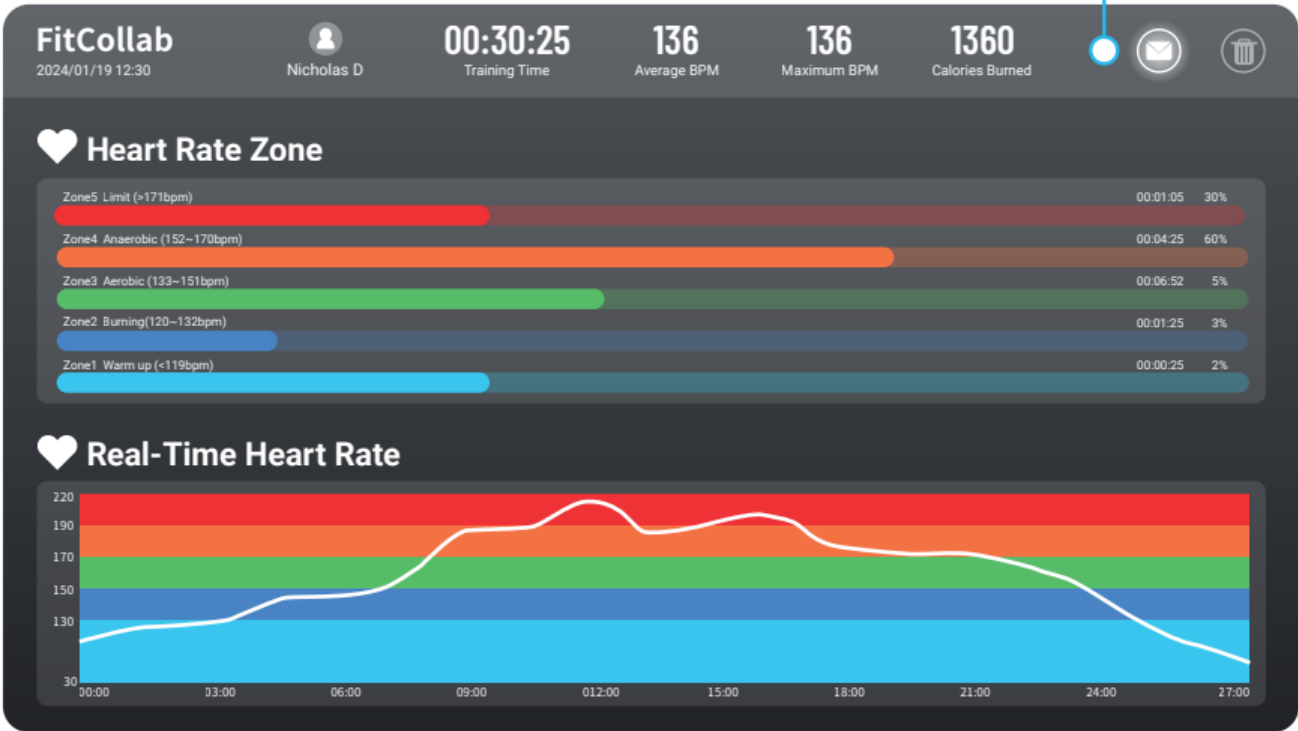 FitCollab
2024/01/19 12:30
Nicholas D
00:30:25
Training Time
136
Average BPM
136
Maximum BPM
1360
Calories Burned
Heart Rate Zone
Zone5 Limit (>171bpm) 00:01:05 30%
Zone4 Anaerobic (152~170bpm) 00:04:25 60%
Zone3 Aerobic (133~151bpm) 00:06:52 5%
Zone2 Burning(120~132bpm) 00:01:25 3%
Zone1 Warm up (<119bpm) 00:00:25 2%
Real-Time Heart Rate
220
190
170
150
130
30
00:00 03:00 06:00 09:00 012:00 15:00 18:00 21:00 24:00 27:00